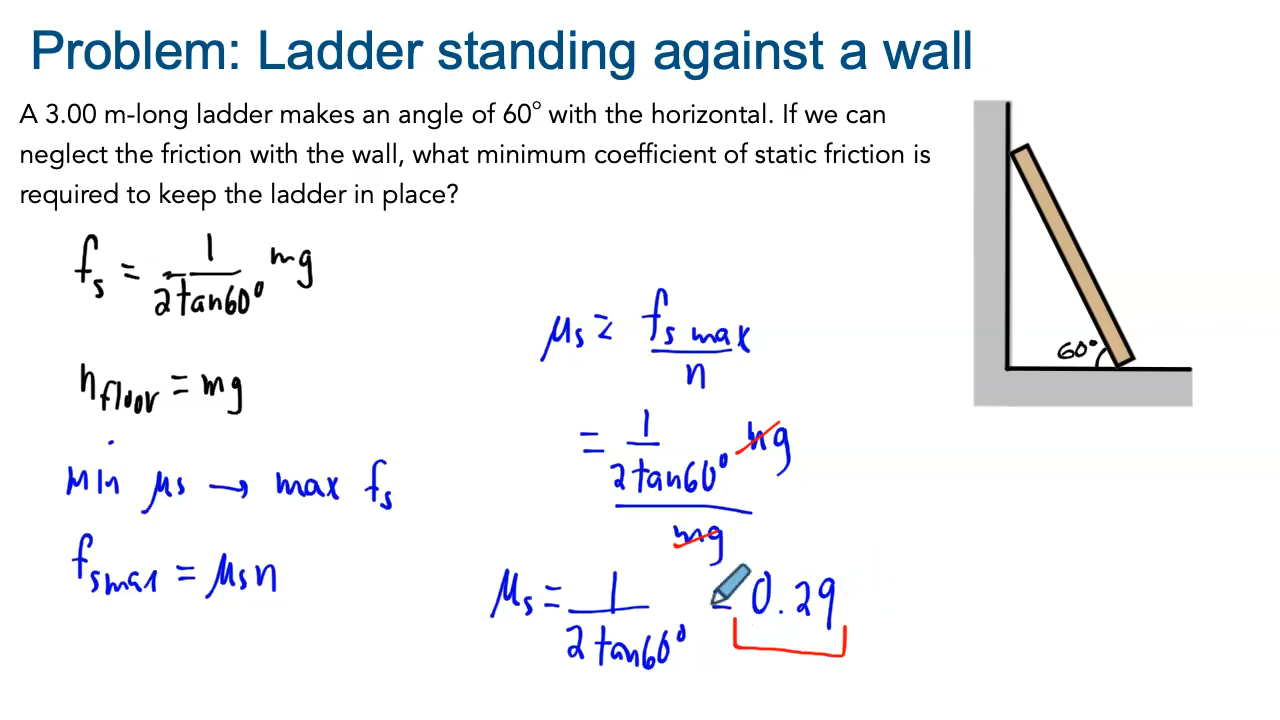 Problem: Ladder standing against a wall
A 3.00 m-long ladder makes an angle of 60° with the horizontal. If we can
neglect the friction with the wall, what minimum coefficient of static friction is
required to keep the ladder in place?
fs = 1 / 2tan60° mg
nfloor = mg
min μs → max fs
fsmax = μsn
μs = fs max / n
= 1 / 2tan60° mg / mg
μs = 1 / 2tan60° = 0.29
60°